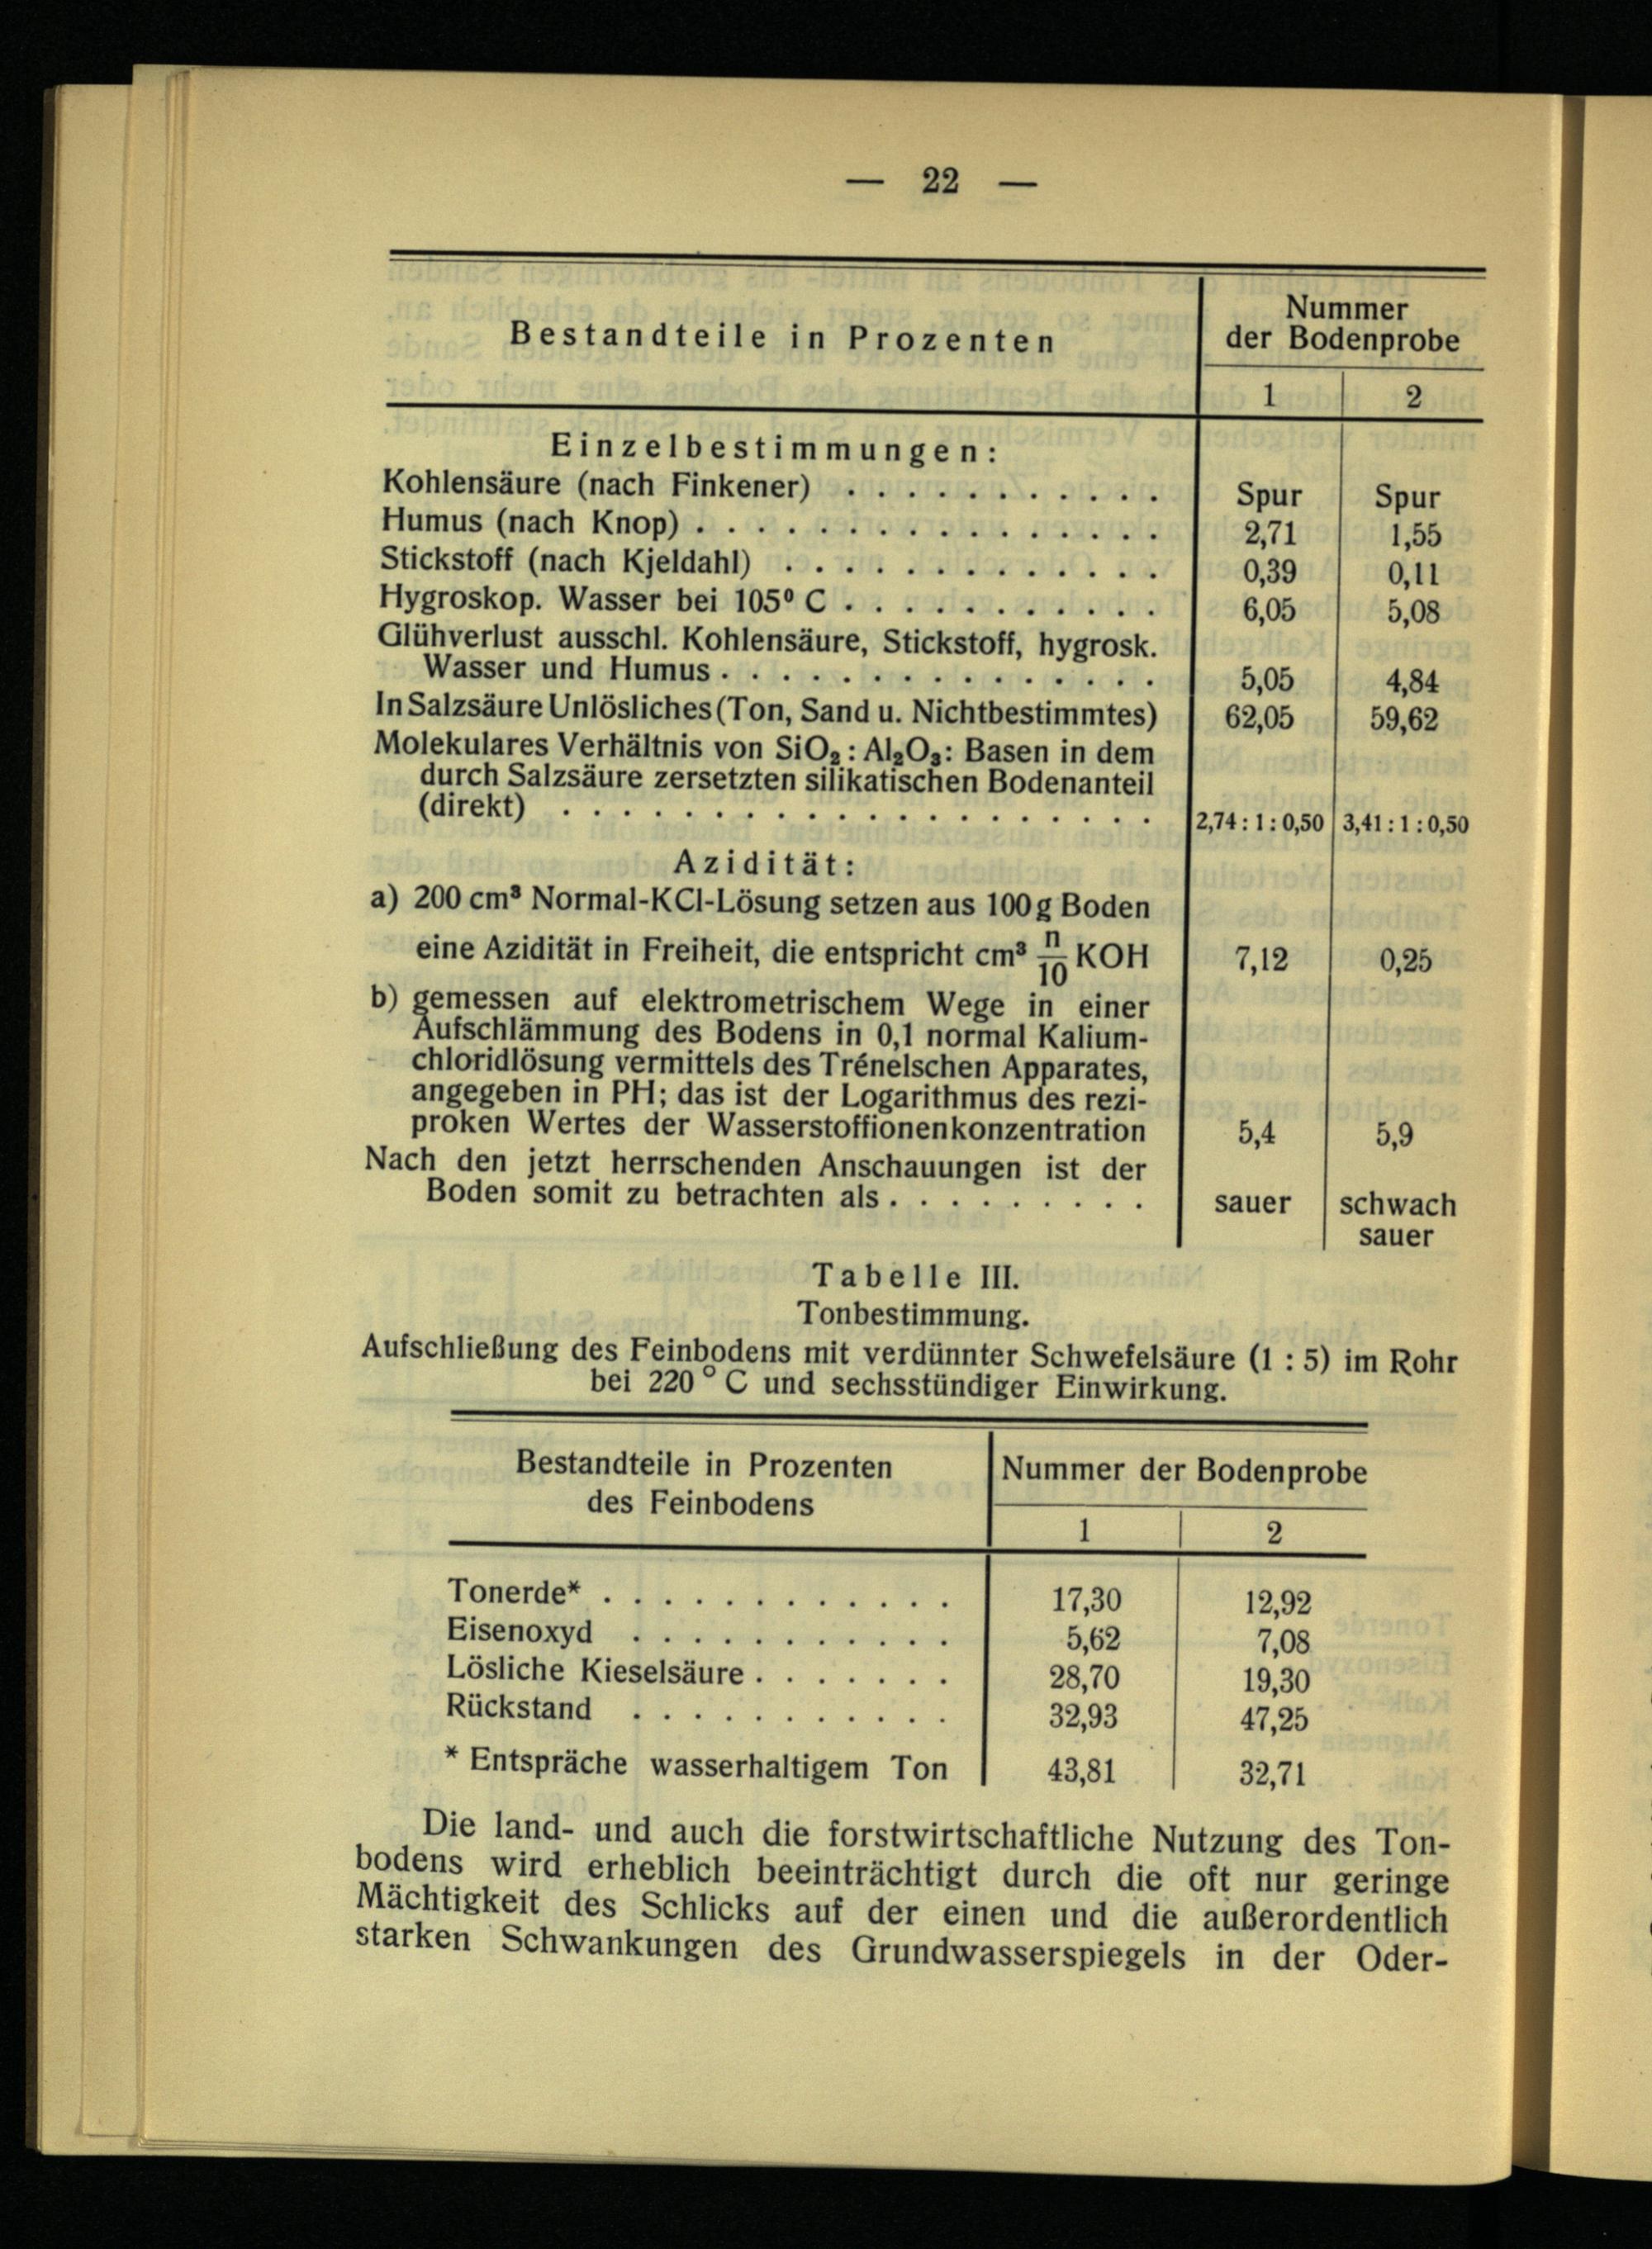 — 22 —
Bestandteile in Prozenten
Nummer
der Bodenprobe
1 2
Einzelbestimmungen:
Kohlensäure (nach Finkener) . . . . . . . . . . . Spur Spur
Humus (nach Knop) . . . . . . . . . . . . . . . . 2,71 1,55
Stickstoff (nach Kjeldahl) . . . . . . . . . . . . . 0,39 0,11
Hygroskop. Wasser bei 105⁰ C . . . . . . . . . . . 6,05 5,08
Glühverlust ausschl. Kohlensäure, Stickstoff, hygrosk.
Wasser und Humus . . . . . . . . . . . . . . . 5,05 4,84
In Salzsäure Unlösliches (Ton, Sand u. Nichtbestimmtes) 62,05 59,62
Molekulares Verhältnis von SiO₂ : Al₂O₃ : Basen in dem
durch Salzsäure zersetzten silikatischen Bodenanteil
(direkt) . . . . . . . . . . . . . . . . . . . . 2,74 : 1 : 0,50 3,41 : 1 : 0,50
Azidität:
a) 200 cm³ Normal-KCl-Lösung setzen aus 100 g Boden
eine Azidität in Freiheit, die entspricht cm³ n/10 KOH 7,12 0,25
b) gemessen auf elektrometrischem Wege in einer
Aufschlämmung des Bodens in 0,1 normal Kalium-
chloridlösung vermittels des Trénelschen Apparates,
angegeben in PH; das ist der Logarithmus des rezi-
proken Wertes der Wasserstoffionenkonzentration 5,4 5,9
Nach den jetzt herrschenden Anschauungen ist der
Boden somit zu betrachten als . . . . . . . . . sauer schwach
sauer
Tabelle III.
Tonbestimmung.
Aufschließung des Feinbodens mit verdünnter Schwefelsäure (1 : 5) im Rohr
bei 220° C und sechsstündiger Einwirkung.
Bestandteile in Prozenten
des Feinbodens
Nummer der Bodenprobe
1 2
Tonerde* . . . . . . . . . . . . 17,30 12,92
Eisenoxyd . . . . . . . . . . . 5,62 7,08
Lösliche Kieselsäure . . . . . . . 28,70 19,30
Rückstand . . . . . . . . . . . 32,93 47,25
* Entspräche wasserhaltigem Ton 43,81 32,71
Die land- und auch die forstwirtschaftliche Nutzung des Ton-
bodens wird erheblich beeinträchtigt durch die oft nur geringe
Mächtigkeit des Schlicks auf der einen und die außerordentlich
starken Schwankungen des Grundwasserspiegels in der Oder-